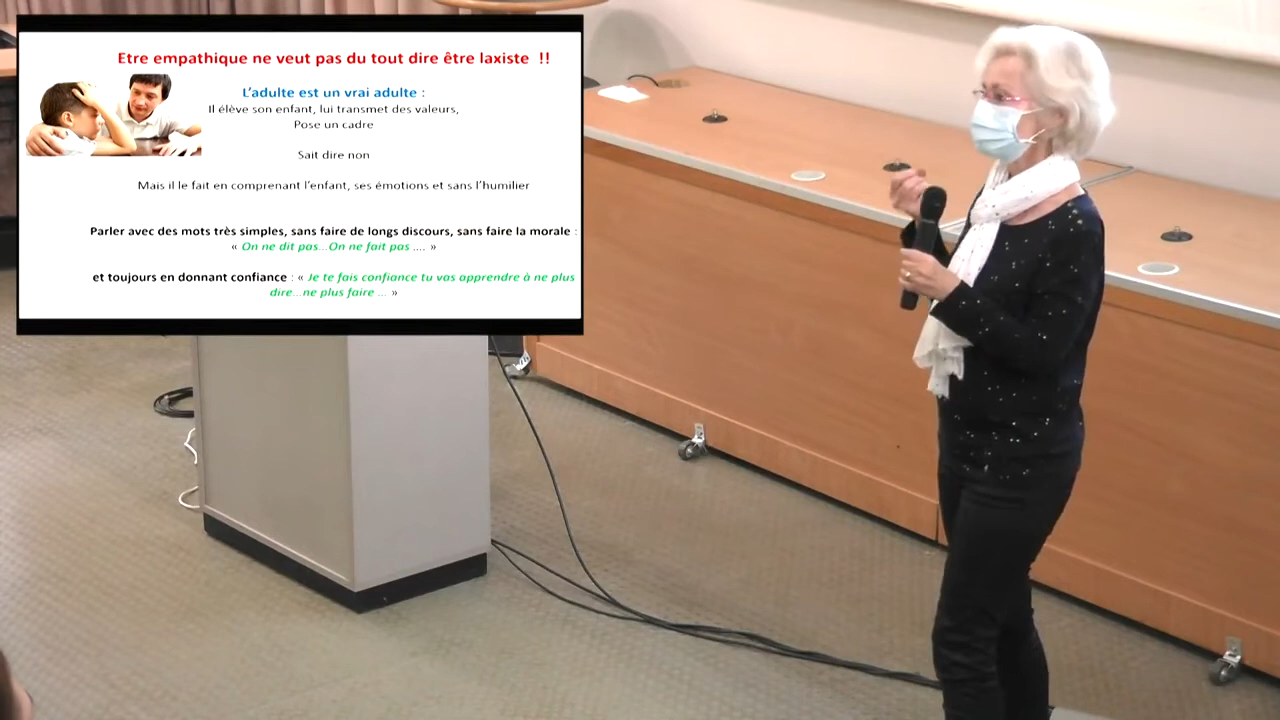 Etre empathique ne veut pas du tout dire être laxiste !!
L'adulte est un vrai adulte :
Il élève son enfant, lui transmet des valeurs,
Pose un cadre
Sait dire non
Mais il le fait en comprenant l'enfant, ses émotions et sans l'humilier
Parler avec des mots très simples, sans faire de longs discours, sans faire la morale :
« On ne dit pas...On ne fait pas .... »
et toujours en donnant confiance : « Je te fais confiance tu vas apprendre à ne plus
dire...ne plus faire ... »